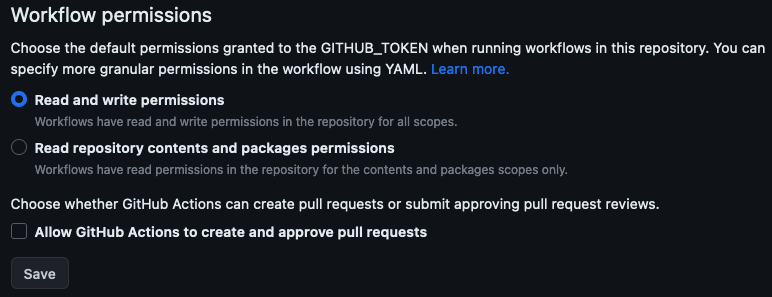 Workflow permissions
Choose the default permissions granted to the GITHUB_TOKEN when running workflows in this repository. You can
specify more granular permissions in the workflow using YAML. Learn more.
Read and write permissions
Workflows have read and write permissions in the repository for all scopes.
Read repository contents and packages permissions
Workflows have read permissions in the repository for the contents and packages scopes only.
Choose whether GitHub Actions can create pull requests or submit approving pull request reviews.
Allow GitHub Actions to create and approve pull requests
Save